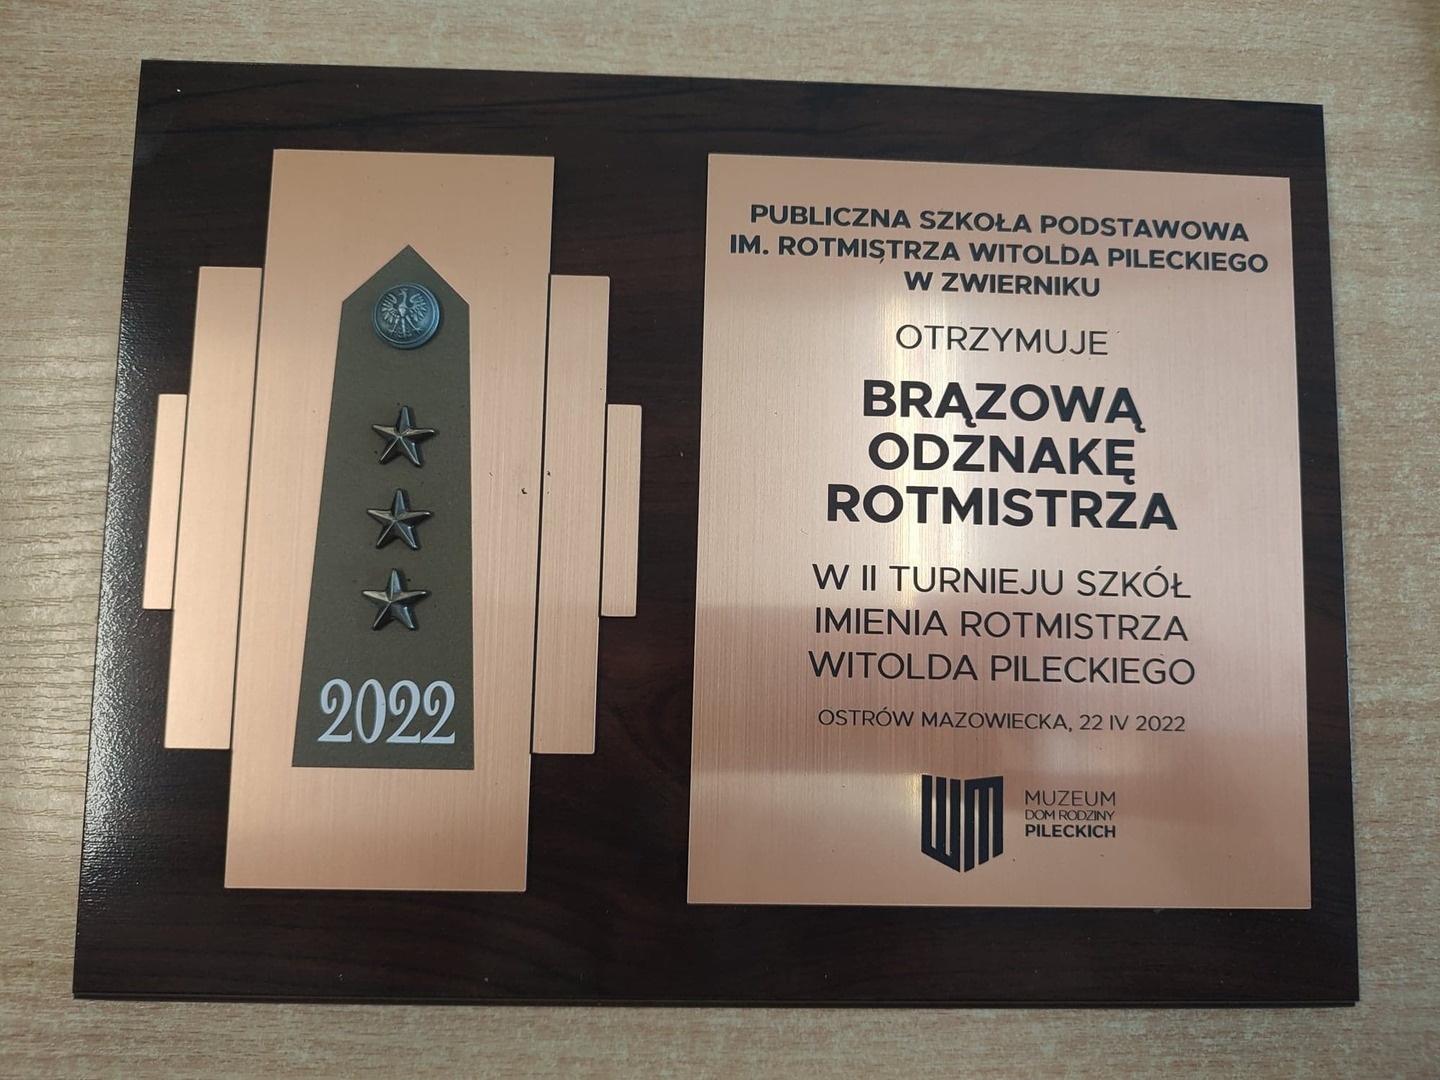 2022
PUBLICZNA SZKOŁA PODSTAWOWA
IM. ROTMISTRZA WITOLDA PILECKIEGO
W ZWIERNIKU
OTRZYMUJE
BRĄZOWĄ
ODZNAKĘ
ROTMISTRZA
W II TURNIEJU SZKÓŁ
IMIENIA ROTMISTRZA
WITOLDA PILECKIEGO
OSTRÓW MAZOWIECKA, 22 IV 2022
MUZEUM
DOM RODZINY
PILECKICH